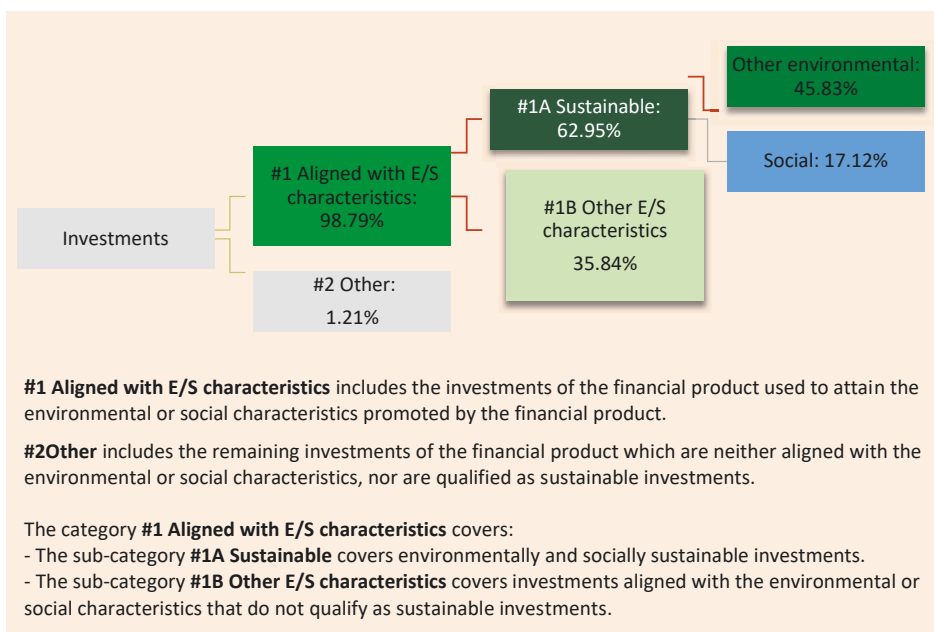 Other environmental:
45.83%
#1A Sustainable:
62.95%
Social: 17.12%
#1 Aligned with E/S
characteristics:
98.79%
#1B Other E/S
characteristics
35.84%
Investments
#2 Other:
1.21%
#1 Aligned with E/S characteristics includes the investments of the financial product used to attain the
environmental or social characteristics promoted by the financial product.
#2Other includes the remaining investments of the financial product which are neither aligned with the
environmental or social characteristics, nor are qualified as sustainable investments.
The category #1 Aligned with E/S characteristics covers:
- The sub-category #1A Sustainable covers environmentally and socially sustainable investments.
- The sub-category #1B Other E/S characteristics covers investments aligned with the environmental or
social characteristics that do not qualify as sustainable investments.